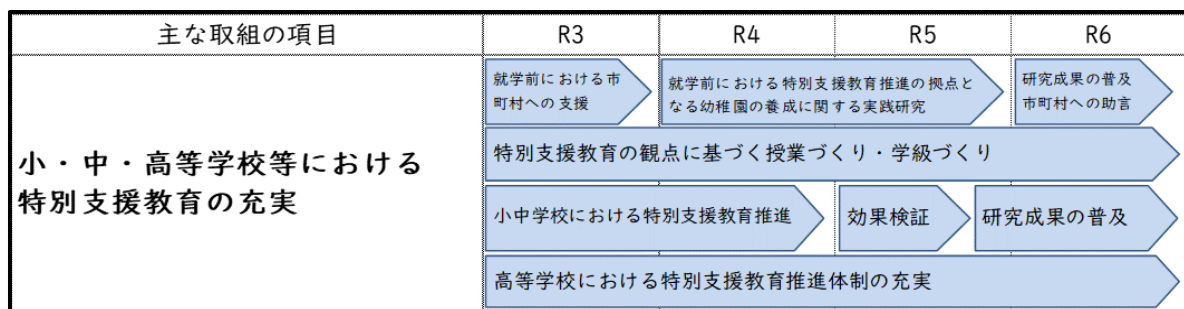 主な取組の項目
R3
R4
R5
R6
小・中・高等学校等における
特別支援教育の充実
就学前における市
町村への支援
就学前における特別支援教育推進の拠点と
なる幼稚園の養成に関する実践研究
研究成果の普及
市町村への助言
特別支援教育の観点に基づく授業づくり・学級づくり
小中学校における特別支援教育推進
効果検証
研究成果の普及
高等学校における特別支援教育推進体制の充実